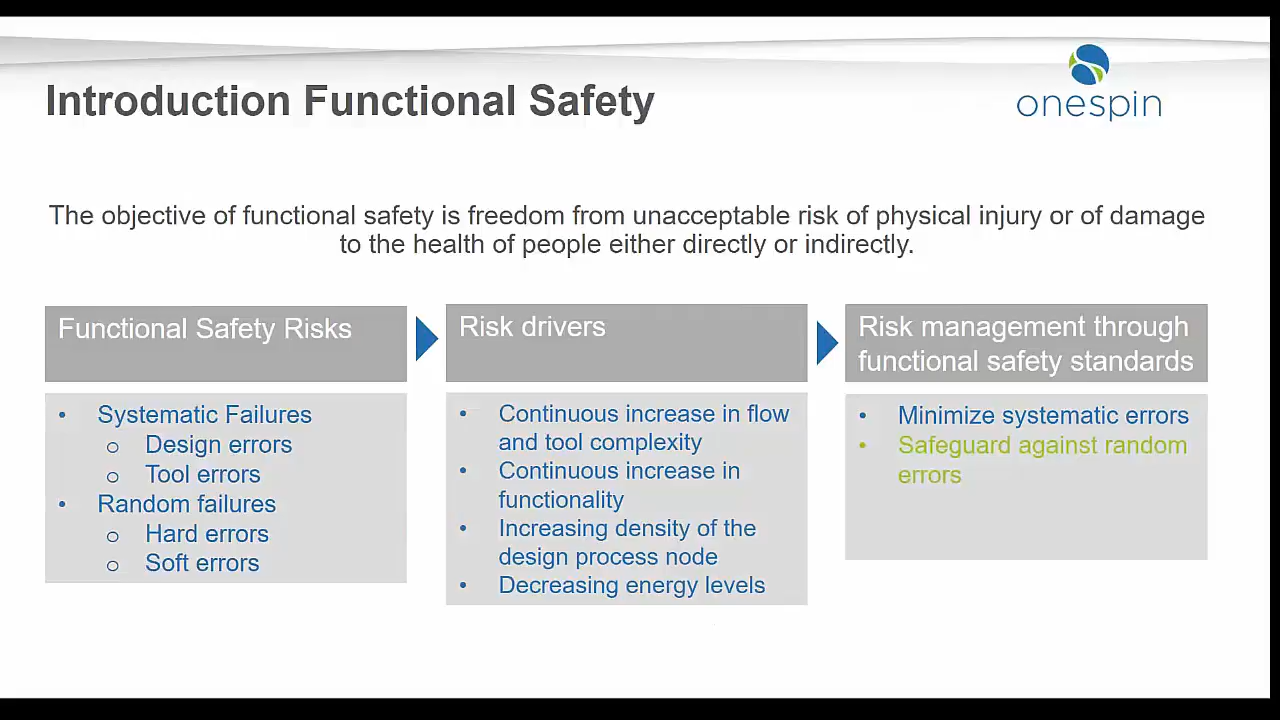 Introduction Functional Safety
onespin
The objective of functional safety is freedom from unacceptable risk of physical injury or of damage
to the health of people either directly or indirectly.
Functional Safety Risks
• Systematic Failures
o Design errors
o Tool errors
• Random failures
o Hard errors
o Soft errors
Risk drivers
• Continuous increase in flow
and tool complexity
• Continuous increase in
functionality
• Increasing density of the
design process node
• Decreasing energy levels
Risk management through
functional safety standards
• Minimize systematic errors
• Safeguard against random
errors